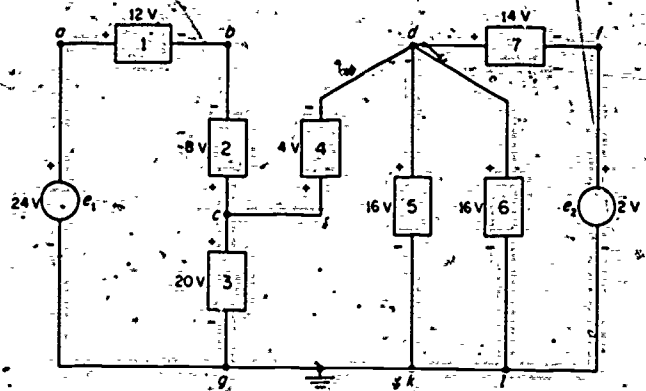 12 V 14 V
a + 1 - b d + 7 - f
- -
8 V 2 4 V 4
+ + + + +
24 V e₁ c 16 V 5 16 V 6 e₂ 2 V
- + - - -
20 V 3
-
g k l